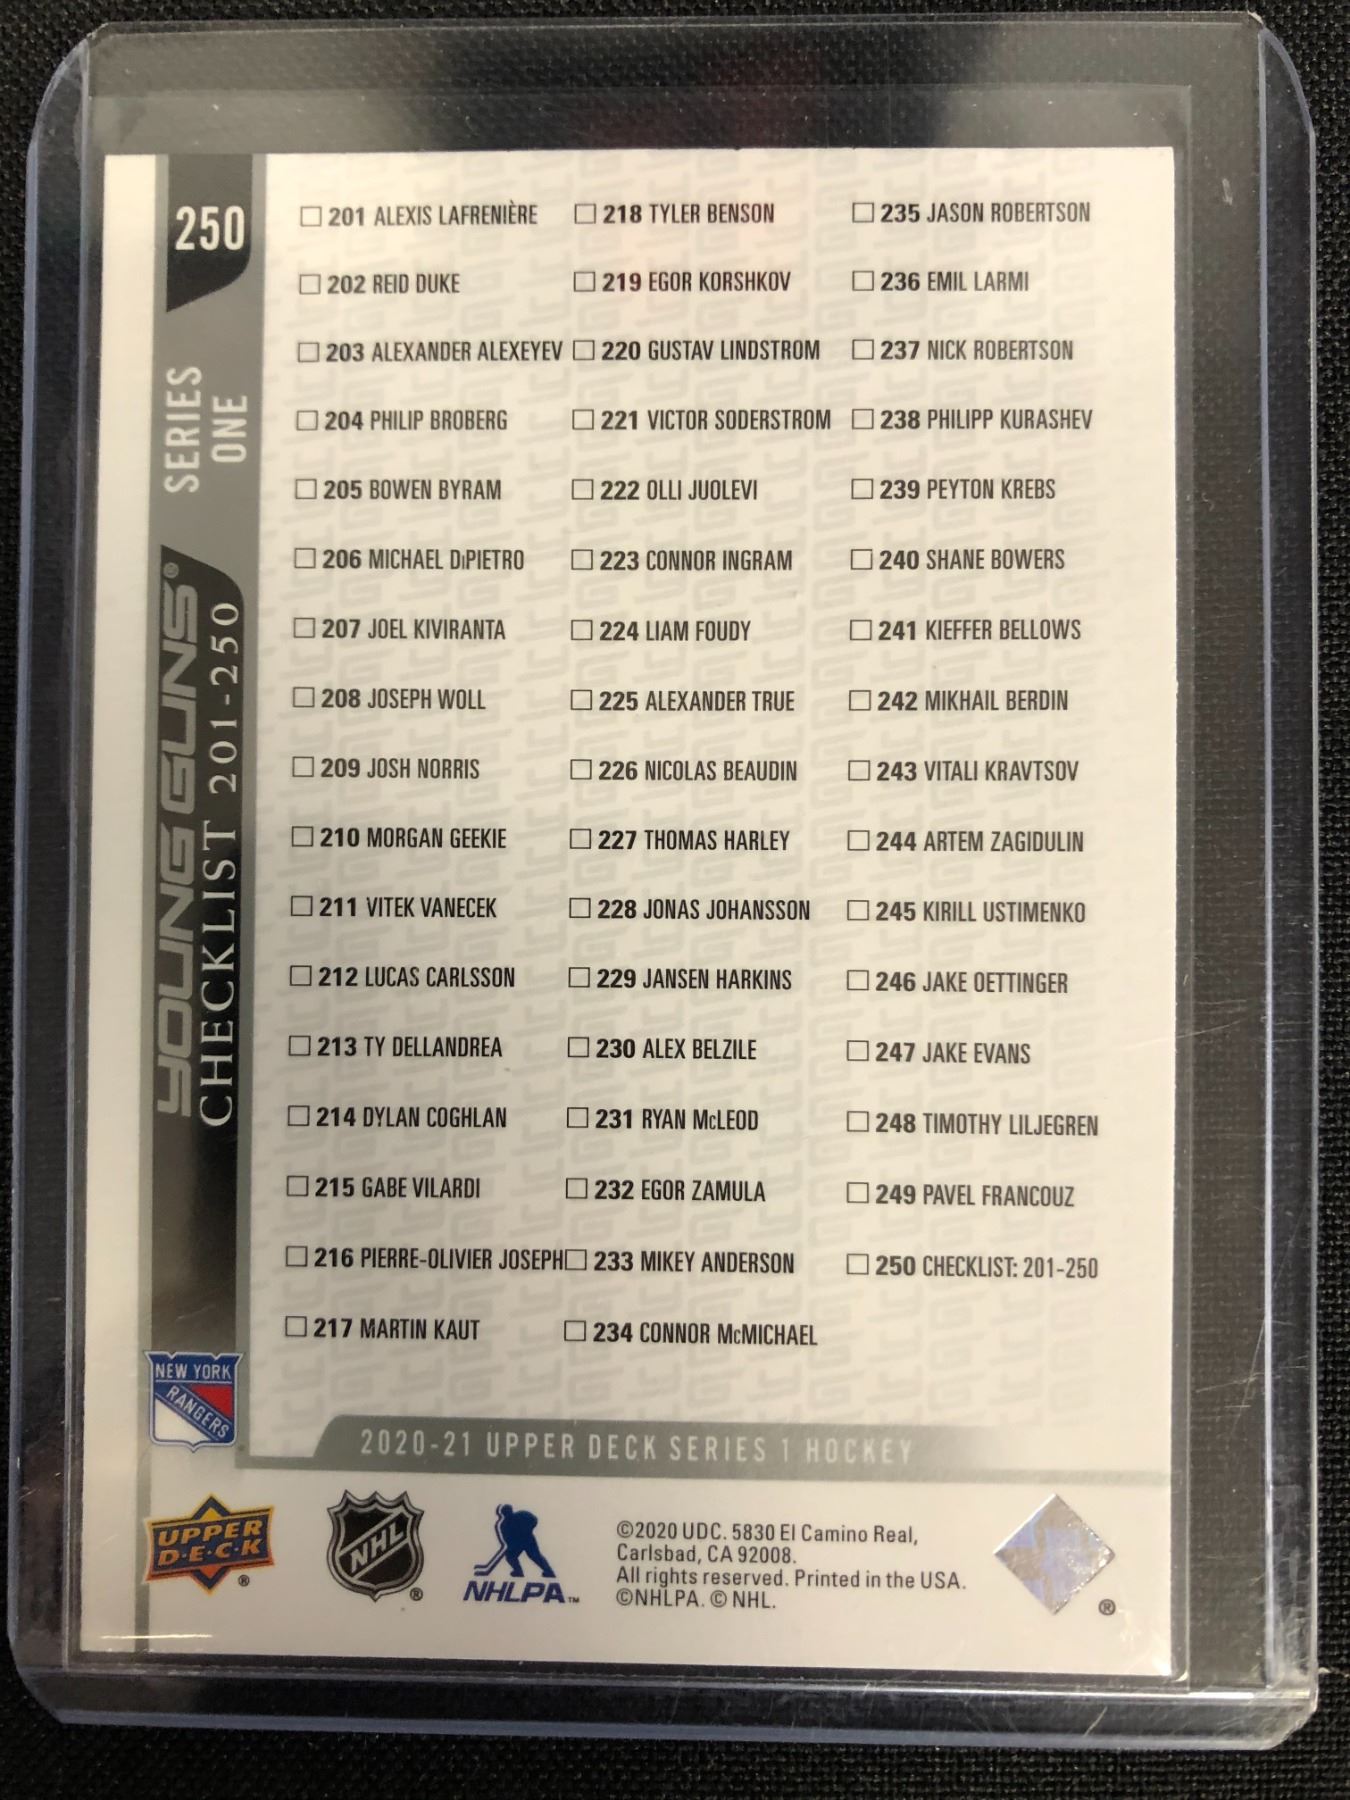 250
SERIES
ONE
YOUNG GUNS®
CHECKLIST 201-250
201 ALEXIS LAFRENIÈRE
202 REID DUKE
203 ALEXANDER ALEXEYEV
204 PHILIP BROBERG
205 BOWEN BYRAM
206 MICHAEL DiPIETRO
207 JOEL KIVIRANTA
208 JOSEPH WOLL
209 JOSH NORRIS
210 MORGAN GEEKIE
211 VITEK VANECEK
212 LUCAS CARLSSON
213 TY DELLANDREA
214 DYLAN COGHLAN
215 GABE VILARDI
216 PIERRE-OLIVIER JOSEPH
217 MARTIN KAUT
218 TYLER BENSON
219 EGOR KORSHKOV
220 GUSTAV LINDSTROM
221 VICTOR SODERSTROM
222 OLLI JUOLEVI
223 CONNOR INGRAM
224 LIAM FOUDY
225 ALEXANDER TRUE
226 NICOLAS BEAUDIN
227 THOMAS HARLEY
228 JONAS JOHANSSON
229 JANSEN HARKINS
230 ALEX BELZILE
231 RYAN McLEOD
232 EGOR ZAMULA
233 MIKEY ANDERSON
234 CONNOR McMICHAEL
235 JASON ROBERTSON
236 EMIL LARMI
237 NICK ROBERTSON
238 PHILIPP KURASHEV
239 PEYTON KREBS
240 SHANE BOWERS
241 KIEFFER BELLOWS
242 MIKHAIL BERDIN
243 VITALI KRAVTSOV
244 ARTEM ZAGIDULIN
245 KIRILL USTIMENKO
246 JAKE OETTINGER
247 JAKE EVANS
248 TIMOTHY LILJEGREN
249 PAVEL FRANCOUZ
250 CHECKLIST: 201-250
NEW YORK
RANGERS
2020-21 UPPER DECK SERIES 1 HOCKEY
UPPER
D·E·C·K
®
NHL
®
NHLPA™
©2020 UDC. 5830 El Camino Real,
Carlsbad, CA 92008.
All rights reserved. Printed in the USA.
©NHLPA. © NHL.
®